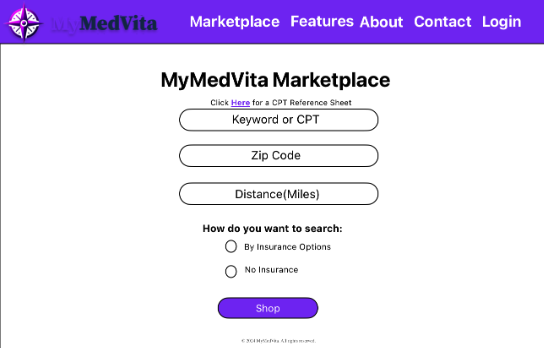 MyMedVita Marketplace Features About Contact Login
MyMedVita Marketplace
Click Here for a CPT Reference Sheet
Keyword or CPT
Zip Code
Distance(Miles)
How do you want to search:
By Insurance Options
No Insurance
Shop
© 2024 MyMedVita. All rights reserved.